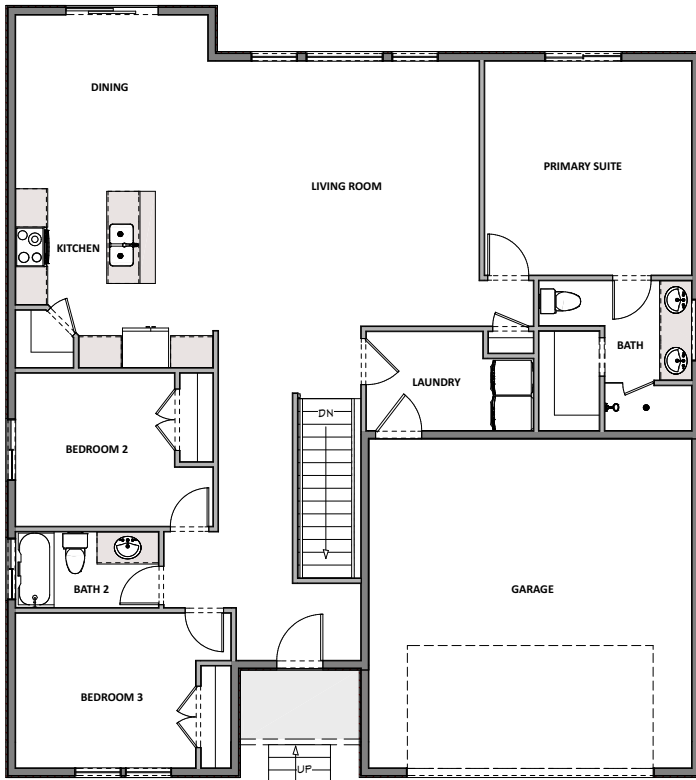 DINING
PRIMARY SUITE
LIVING ROOM
KITCHEN
BATH
LAUNDRY
DN
BEDROOM 2
BATH 2
GARAGE
BEDROOM 3
UP